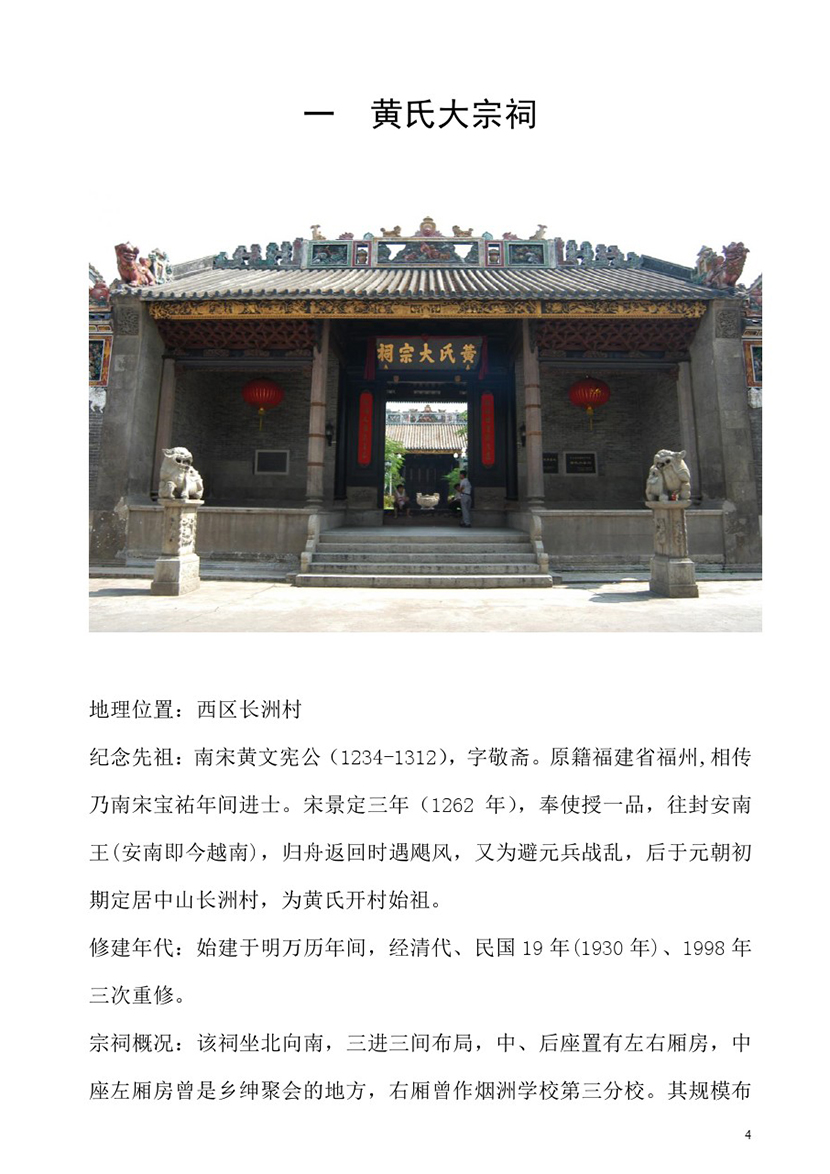 一 黄氏大宗祠
黄氏大宗祠
地理位置：西区长洲村
纪念先祖：南宋黄文宪公（1234-1312），字敬斋。原籍福建省福州,相传
乃南宋宝祐年间进士。宋景定三年（1262 年），奉使授一品，往封安南
王(安南即今越南)，归舟返回时遇飓风，又为避元兵战乱，后于元朝初
期定居中山长洲村，为黄氏开村始祖。
修建年代：始建于明万历年间，经清代、民国 19 年(1930 年)、1998 年
三次重修。
宗祠概况：该祠坐北向南，三进三间布局，中、后座置有左右厢房，中
座左厢房曾是乡绅聚会的地方，右厢曾作烟洲学校第三分校。其规模布
4